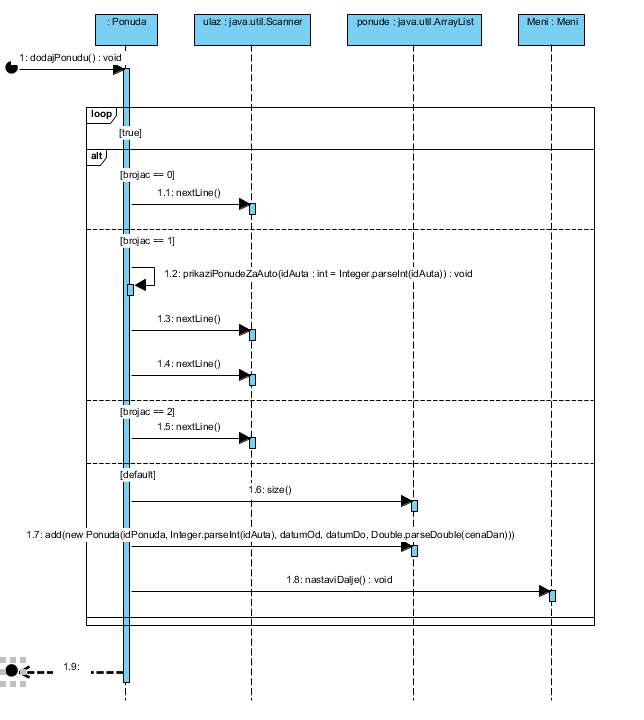 : Ponuda
ulaz : java.util.Scanner
ponude : java.util.ArrayList
Meni : Meni
1: dodajPonudu() : void
loop
[true]
alt
[brojac == 0]
1.1: nextLine()
[brojac == 1]
1.2: prikaziPonudeZaAuto(idAuta : int = Integer.parseInt(idAuta)) : void
1.3: nextLine()
1.4: nextLine()
[brojac == 2]
1.5: nextLine()
[default]
1.6: size()
1.7: add(new Ponuda(idPonuda, Integer.parseInt(idAuta), datumOd, datumDo, Double.parseDouble(cenaDan)))
1.8: nastaviDalje() : void
1.9: